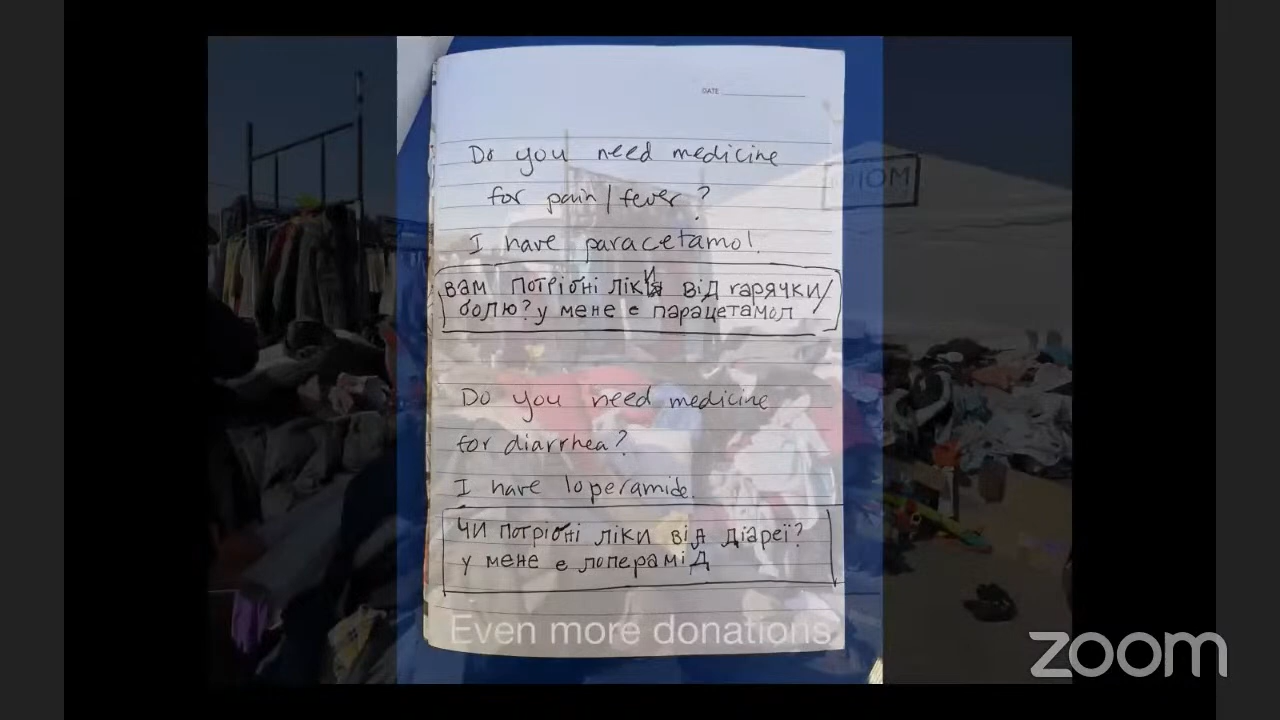 DATE
Do you need medicine
for pain/fever?
I have paracetamol.
вам потрібні ліки від гарячки/
болю? у мене є парацетамол
Do you need medicine
for diarrhea?
I have loperamide.
Чи потрібні ліки від діареї?
у мене є лоперамід
Even more donations
zoom